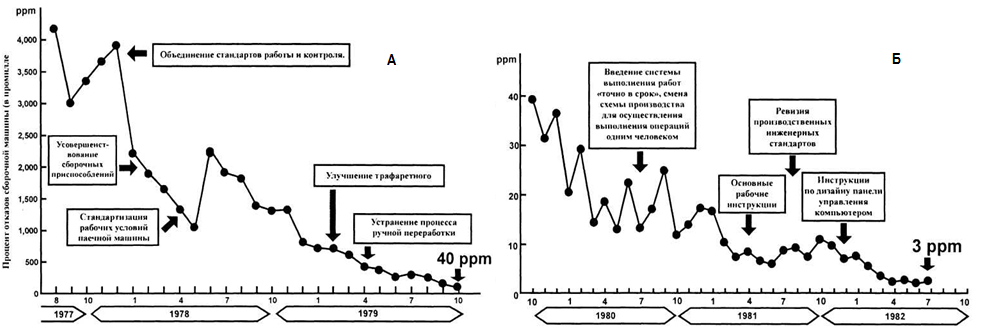 ppm
А
4,000
3,500
3,000
2,500
2,000
1,500
1,000
500
0
Процент отказов сборочной машины (в промилле
Объединение стандартов работы и контроля.
Усовершенст-
вование
сборочных
приспособлений
Стандартизация
рабочих условий
паечной машины
Улучшение трафаретного
Устранение процесса
ручной переработки
40 ppm
8
10
1
4
7
10
1
4
7
10
1977
1978
1979
ppm
Б
40
30
20
10
0
Введение системы
выполнения работ
«точно в срок», смена
схемы производства
для осуществления
выполнения операций
одним человеком
Ревизия
производственных
инженерных
стандартов
Основные
рабочие
инструкции
Инструкции
по дизайну панели
управления
компьютером
3 ppm
10
1
4
7
10
1
4
7
10
1
4
7
10
1980
1981
1982